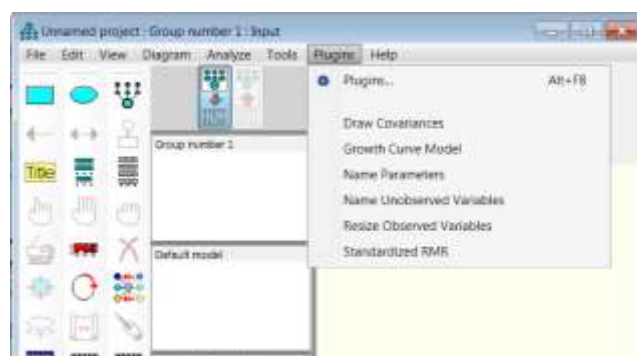 Unnamed project : Group number 1 : Input
File Edit View Diagram Analyze Tools Plugins Help
Plugins... Alt+F8
Draw Covariances
Growth Curve Model
Name Parameters
Name Unobserved Variables
Resize Observed Variables
Standardized RMR
Group number 1
Title
Default model